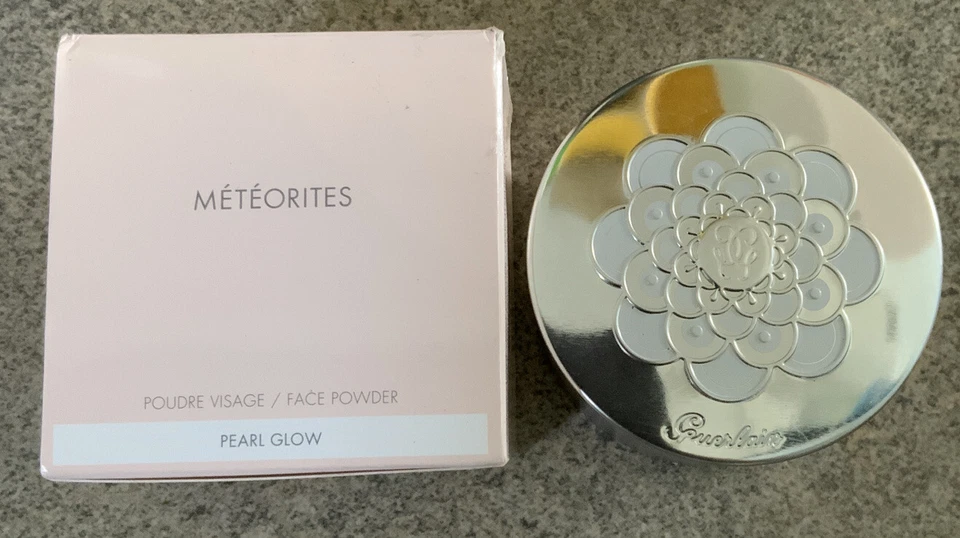 MÉTÉORITES
POUDRE VISAGE / FACE POWDER
PEARL GLOW
Guerlain